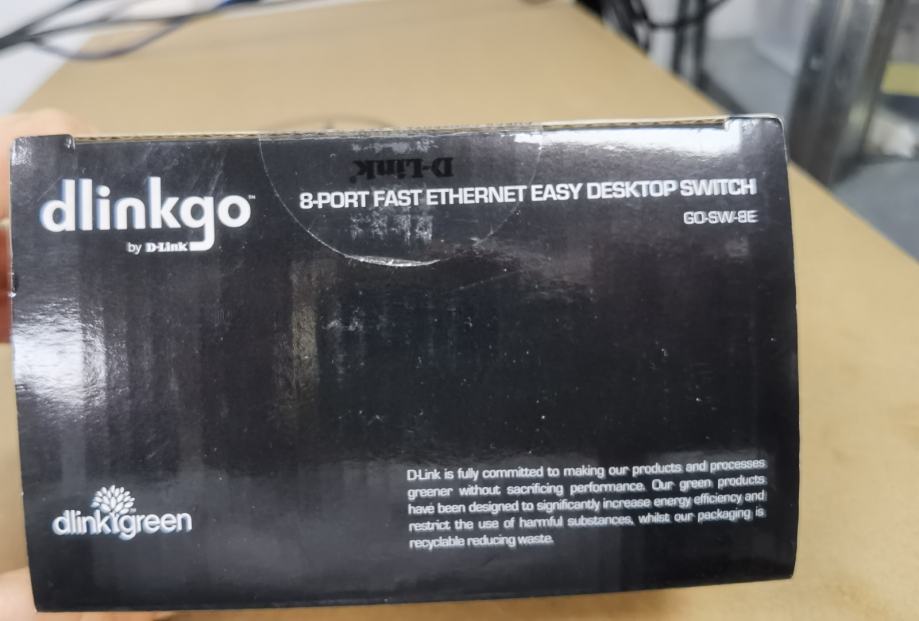 D-Link
dlinkgo™
8-PORT FAST ETHERNET EASY DESKTOP SWITCH
GO-SW-8E
by D-Link
dlinkgreen
D-Link is fully committed to making our products and processes
greener without sacrificing performance. Our green products
have been designed to significantly increase energy efficiency and
restrict the use of harmful substances, whilst our packaging is
recyclable reducing waste.